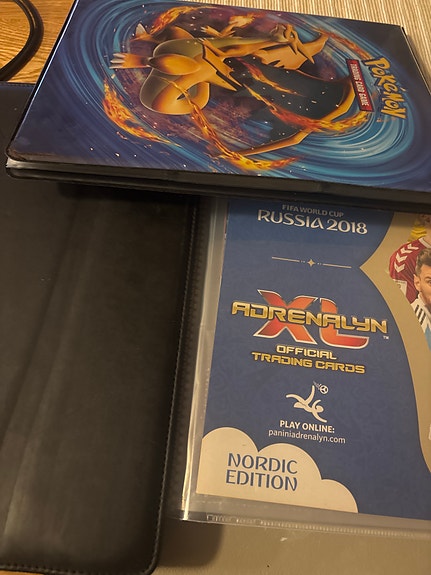 POKéMON
TRADING CARD GAME
FIFA WORLD CUP
RUSSIA 2018
ADRENALYN
XL™
OFFICIAL
TRADING CARDS
PLAY ONLINE:
paniniadrenalyn.com
NORDIC
EDITION